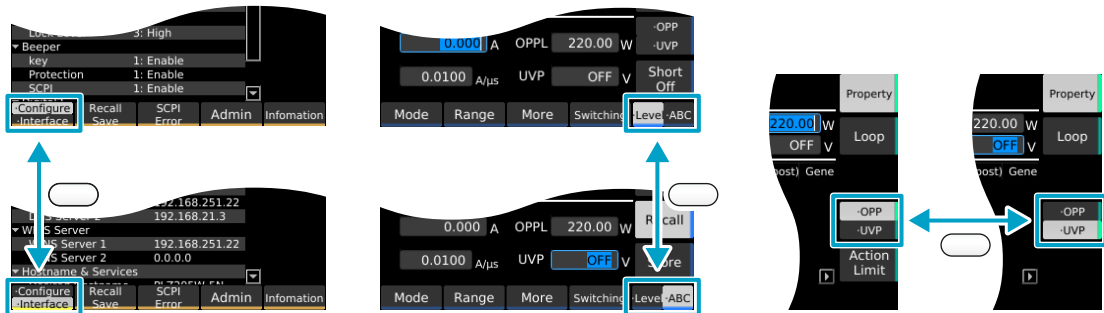 3: High
Beeper
key 1: Enable
Protection 1: Enable
SCPI 1: Enable
·Configure
·Interface
Recall
Save
SCPI
Error
Admin
Infomation
0.000 A OPPL 220.00 W
0.0100 A/µs UVP OFF V
·OPP
·UVP
Short
Off
Mode Range More Switching ·Level ·ABC
192.168.251.22
192.168.21.3
WINS Server
WINS Server 1 192.168.251.22
WINS Server 2 0.0.0.0
Hostname & Services
·Configure
·Interface
Recall
Save
SCPI
Error
Admin
Infomation
0.000 A OPPL 220.00 W
0.0100 A/µs UVP OFF V
Recall
Mode Range More Switching ·Level ·ABC
Property
220.00 W
OFF V
Loop
Gene
·OPP
·UVP
Action
Limit
Property
220.00 W
OFF V
Loop
Gene
·OPP
·UVP